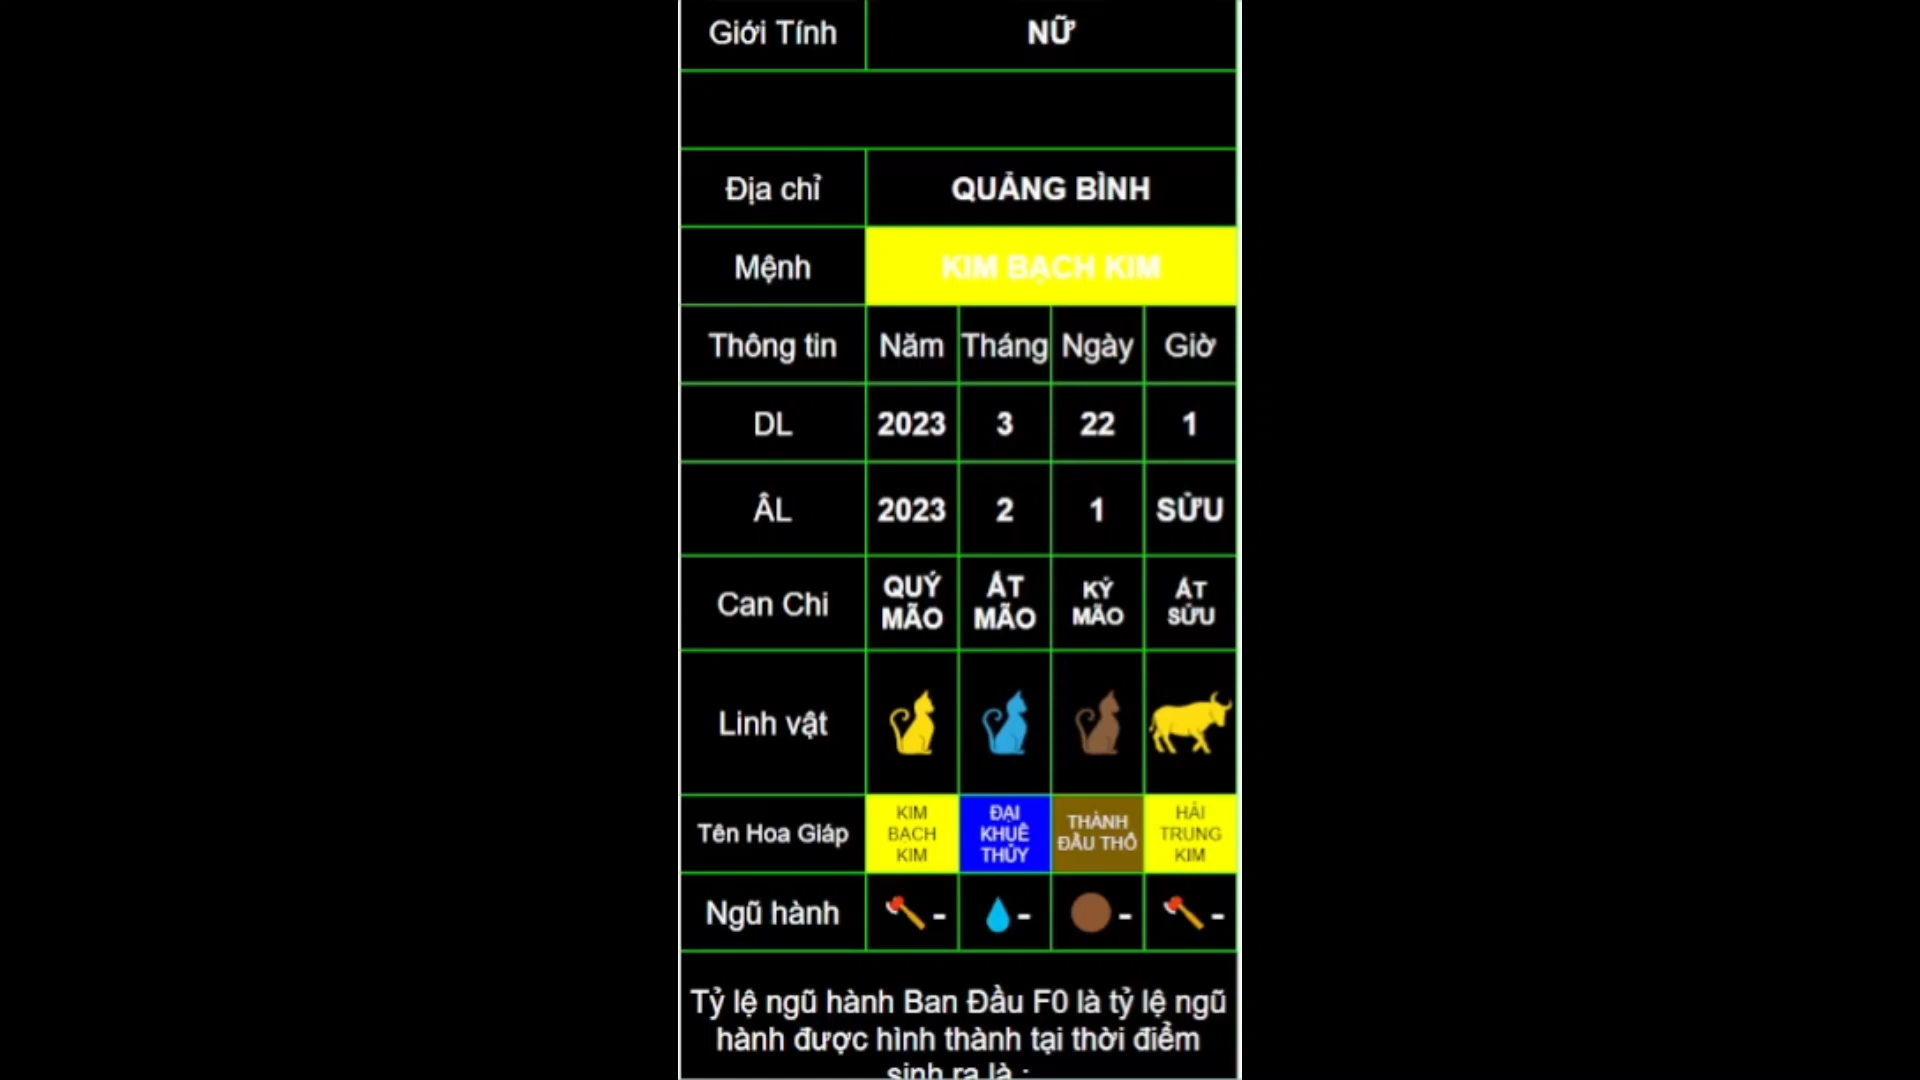 Giới Tính NỮ
Địa chỉ QUẢNG BÌNH
Mệnh KIM BẠCH KIM
Thông tin Năm Tháng Ngày Giờ
DL 2023 3 22 1
ÂL 2023 2 1 SỬU
Can Chi QUÝ MÃO ẤT MÃO KỶ MÃO ẤT SỬU
Linh vật
Tên Hoa Giáp KIM BẠCH KIM ĐẠI KHUÊ THỦY THÀNH ĐẦU THỔ HẢI TRUNG KIM
Ngũ hành - - - -
Tỷ lệ ngũ hành Ban Đầu F0 là tỷ lệ ngũ
hành được hình thành tại thời điểm
sinh ra là :